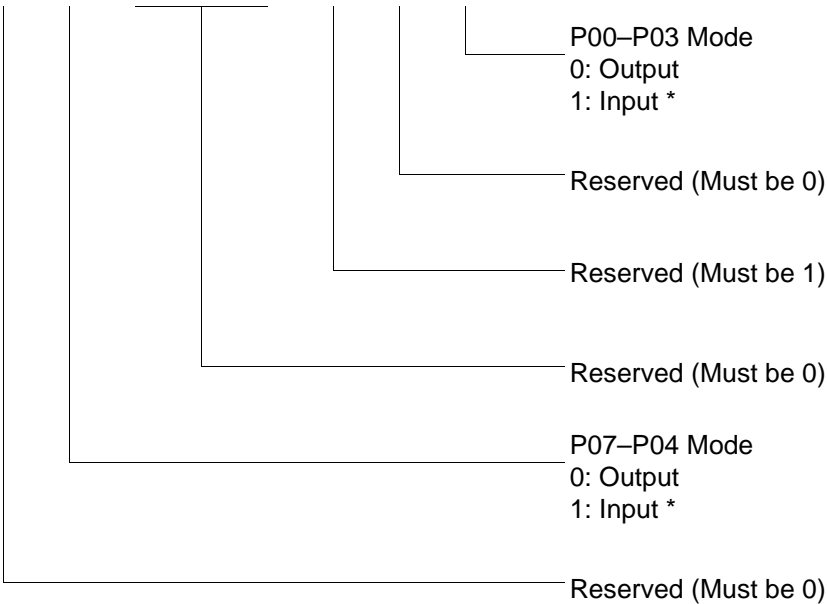 P00–P03 Mode
0: Output
1: Input *
Reserved (Must be 0)
Reserved (Must be 1)
Reserved (Must be 0)
P07–P04 Mode
0: Output
1: Input *
Reserved (Must be 0)